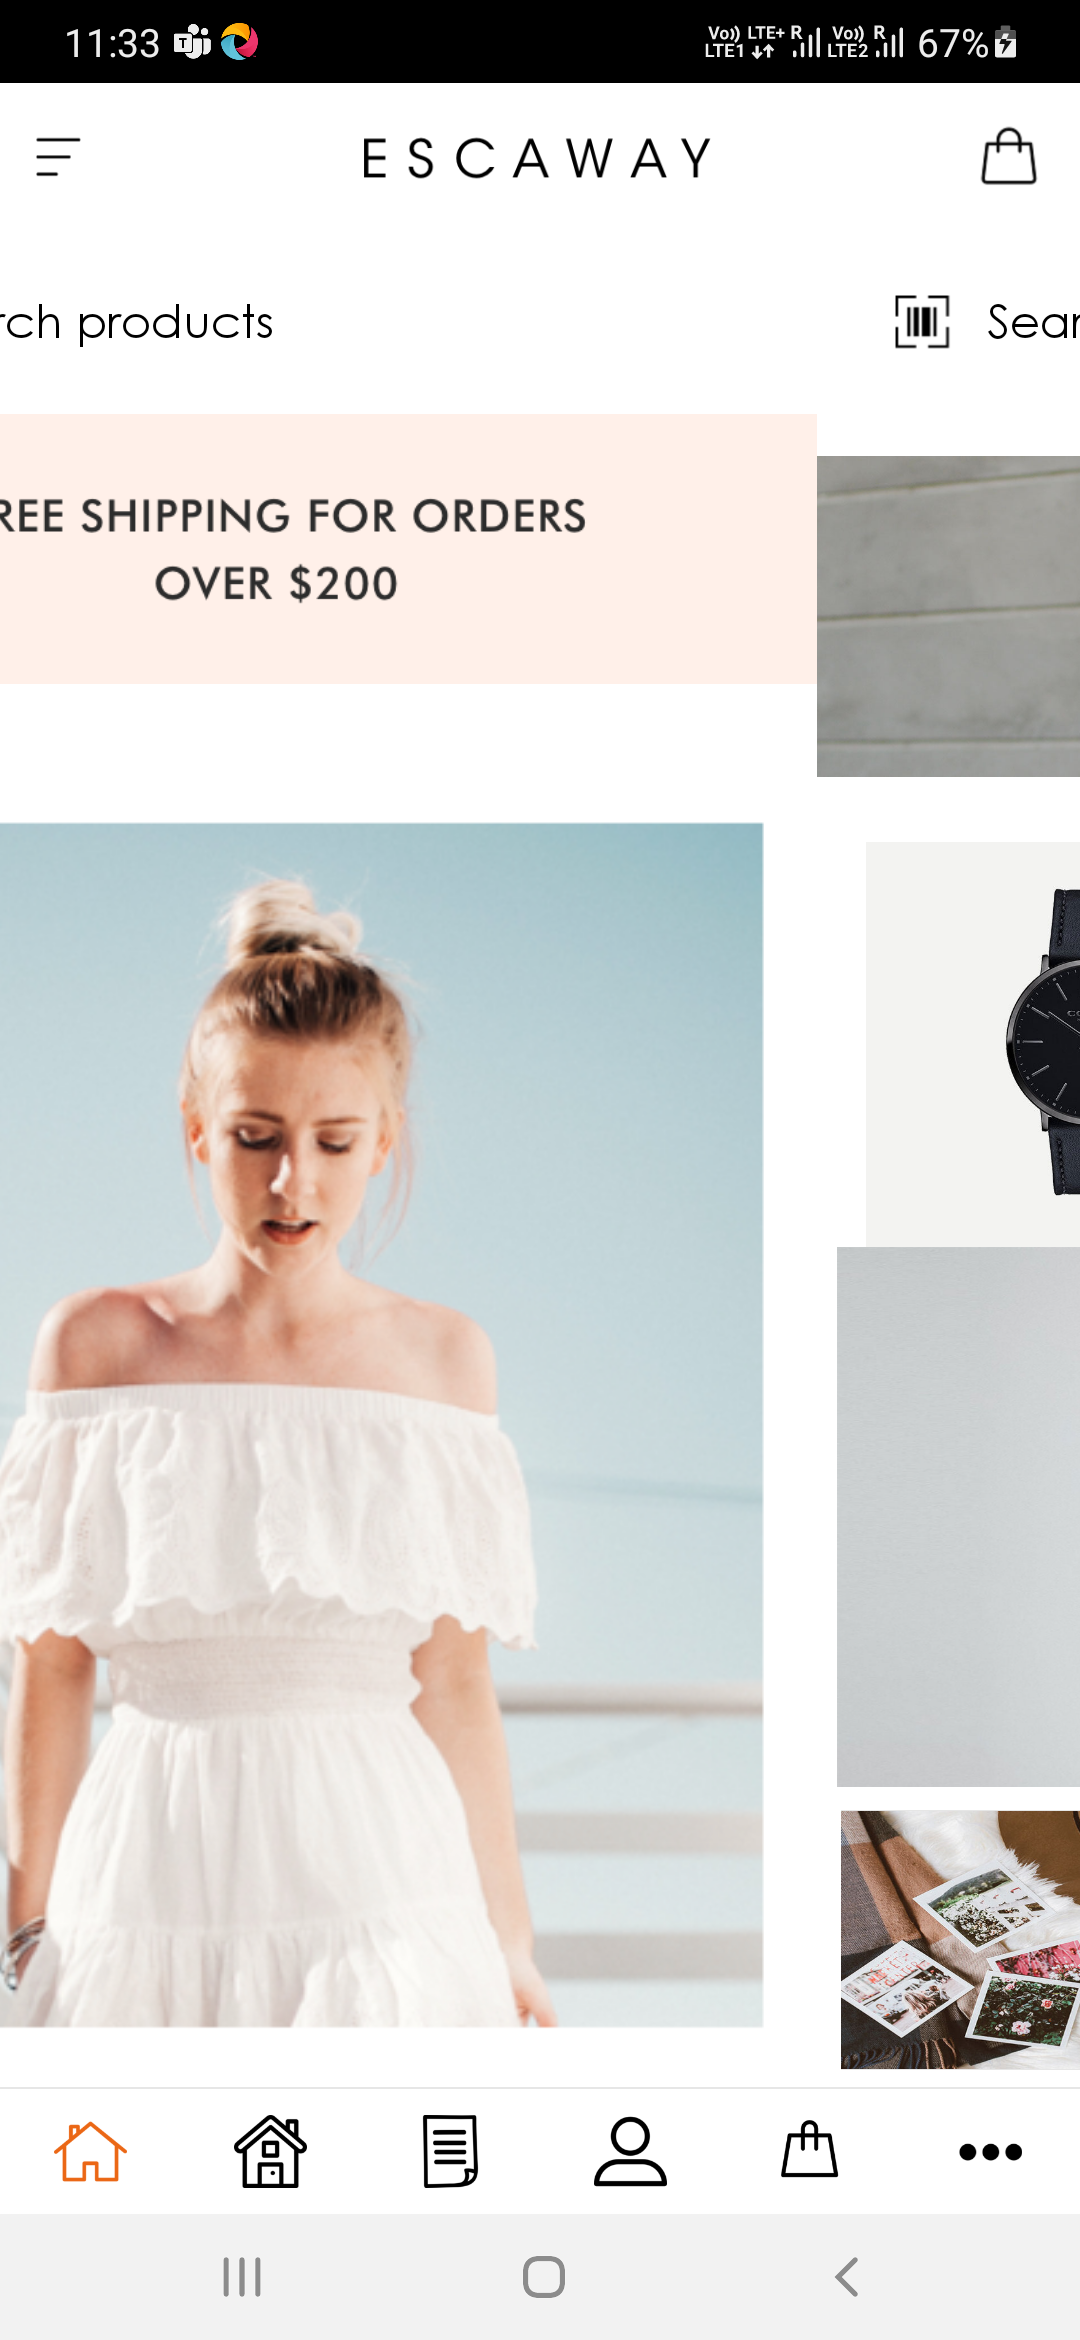 11:33
Vo)) LTE+ R Vo)) R 67%
LTE1 LTE2
ESCAWAY
rch products
Sear
REE SHIPPING FOR ORDERS
OVER $200